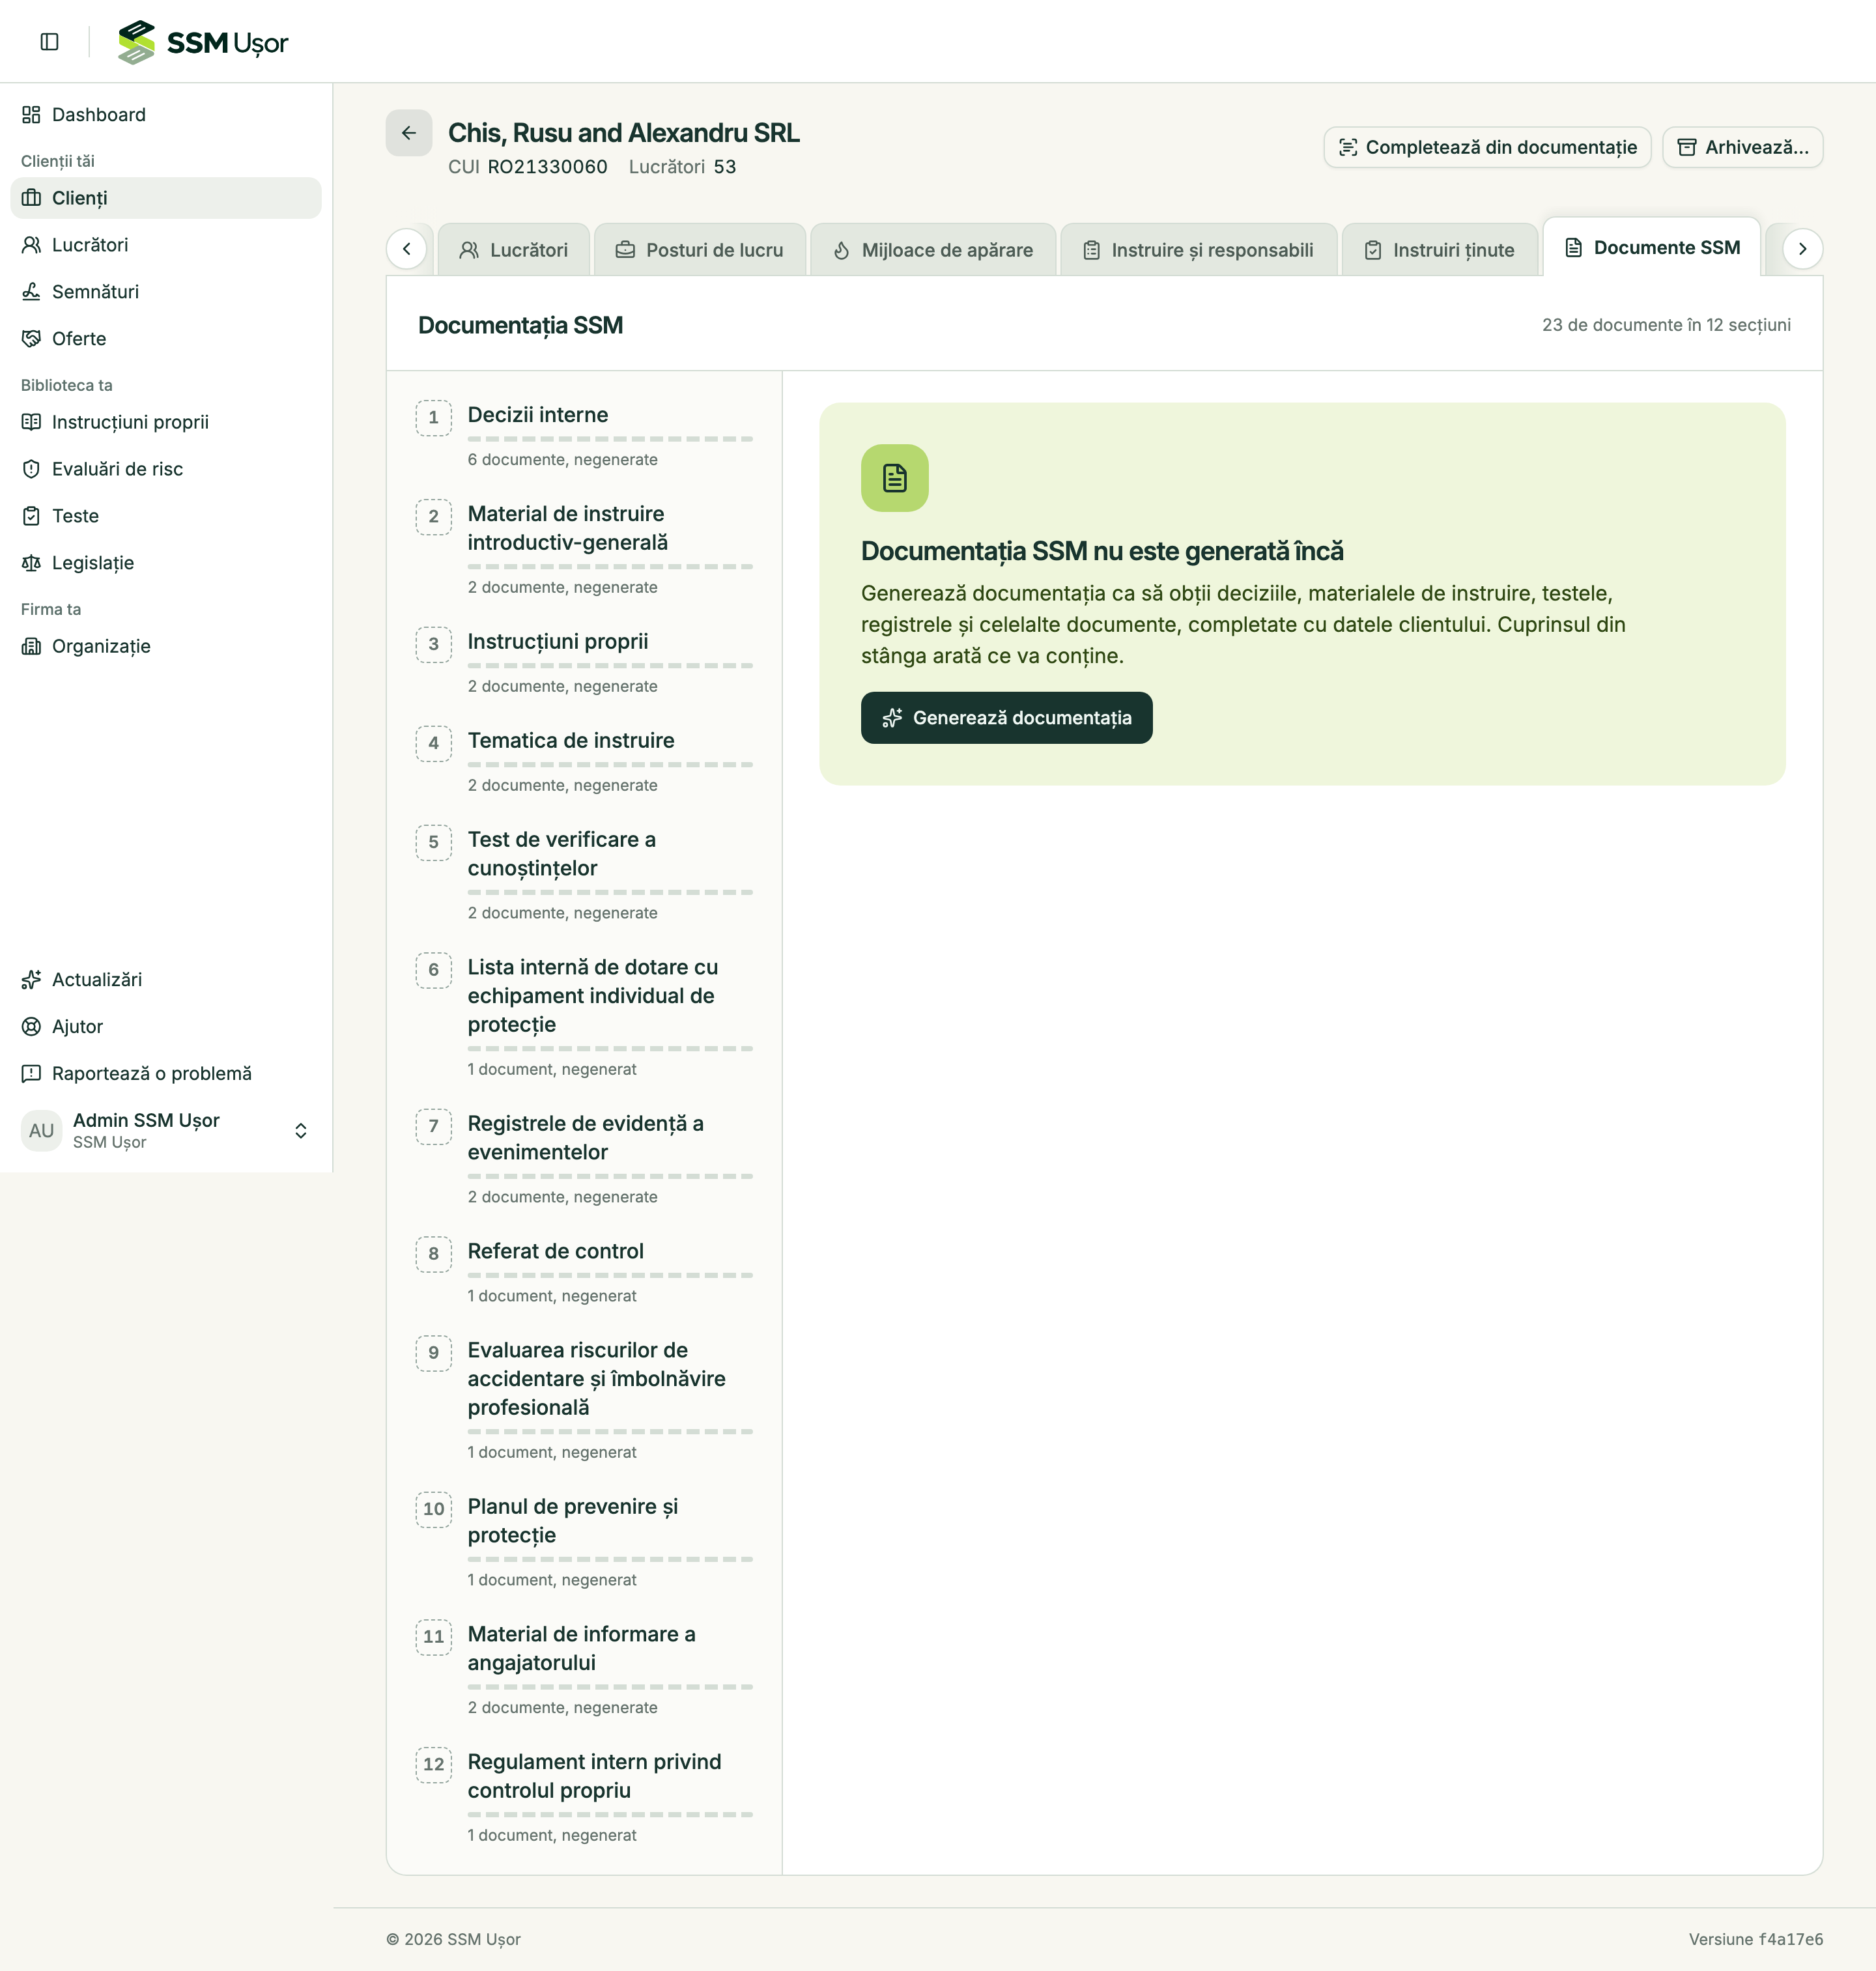 SSM Ușor
Dashboard
Clienții tăi
Clienți
Lucrători
Semnături
Oferte
Biblioteca ta
Instrucțiuni proprii
Evaluări de risc
Teste
Legislație
Firma ta
Organizație
Actualizări
Ajutor
Raportează o problemă
AU
Admin SSM Ușor
SSM Ușor
Chis, Rusu and Alexandru SRL
CUI RO21330060 Lucrători 53
Completează din documentație
Arhivează...
Lucrători
Posturi de lucru
Mijloace de apărare
Instruire și responsabili
Instruiri ținute
Documente SSM
Documentația SSM
23 de documente în 12 secțiuni
1
Decizii interne
6 documente, negenerate
2
Material de instruire
introductiv-generală
2 documente, negenerate
3
Instrucțiuni proprii
2 documente, negenerate
4
Tematica de instruire
2 documente, negenerate
5
Test de verificare a
cunoștințelor
2 documente, negenerate
6
Lista internă de dotare cu
echipament individual de
protecție
1 document, negenerat
7
Registrele de evidență a
evenimentelor
2 documente, negenerate
8
Referat de control
1 document, negenerat
9
Evaluarea riscurilor de
accidentare și îmbolnăvire
profesională
1 document, negenerat
10
Planul de prevenire și
protecție
1 document, negenerat
11
Material de informare a
angajatorului
2 documente, negenerate
12
Regulament intern privind
controlul propriu
1 document, negenerat
Documentația SSM nu este generată încă
Generează documentația ca să obții deciziile, materialele de instruire, testele,
registrele și celelalte documente, completate cu datele clientului. Cuprinsul din
stânga arată ce va conține.
Generează documentația
© 2026 SSM Ușor
Versiune f4a17e6